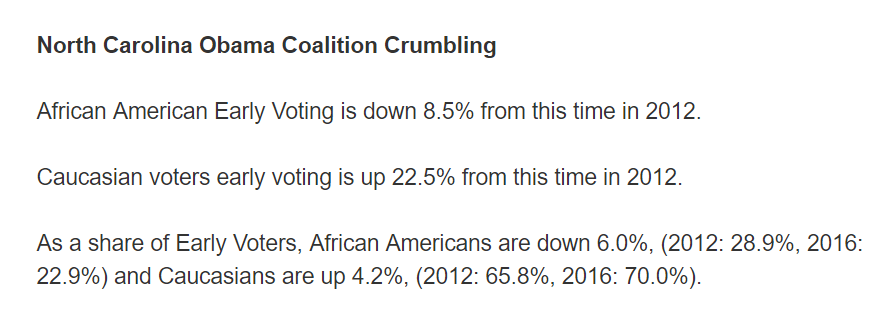 North Carolina Obama Coalition Crumbling
African American Early Voting is down 8.5% from this time in 2012.
Caucasian voters early voting is up 22.5% from this time in 2012.
As a share of Early Voters, African Americans are down 6.0%, (2012: 28.9%, 2016:
22.9%) and Caucasians are up 4.2%, (2012: 65.8%, 2016: 70.0%).